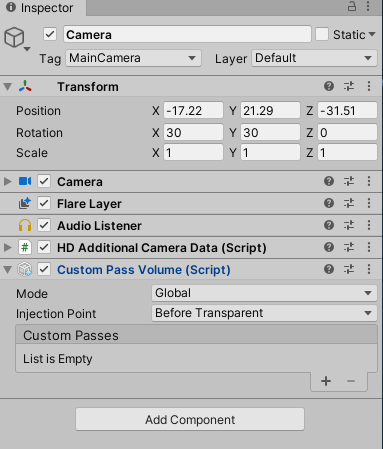 Inspector
Camera
Static
Tag MainCamera Layer Default
Transform
Position X -17.22 Y 21.29 Z -31.51
Rotation X 30 Y 30 Z 0
Scale X 1 Y 1 Z 1
Camera
Flare Layer
Audio Listener
# HD Additional Camera Data (Script)
Custom Pass Volume (Script)
Mode Global
Injection Point Before Transparent
Custom Passes
List is Empty
+ −
Add Component